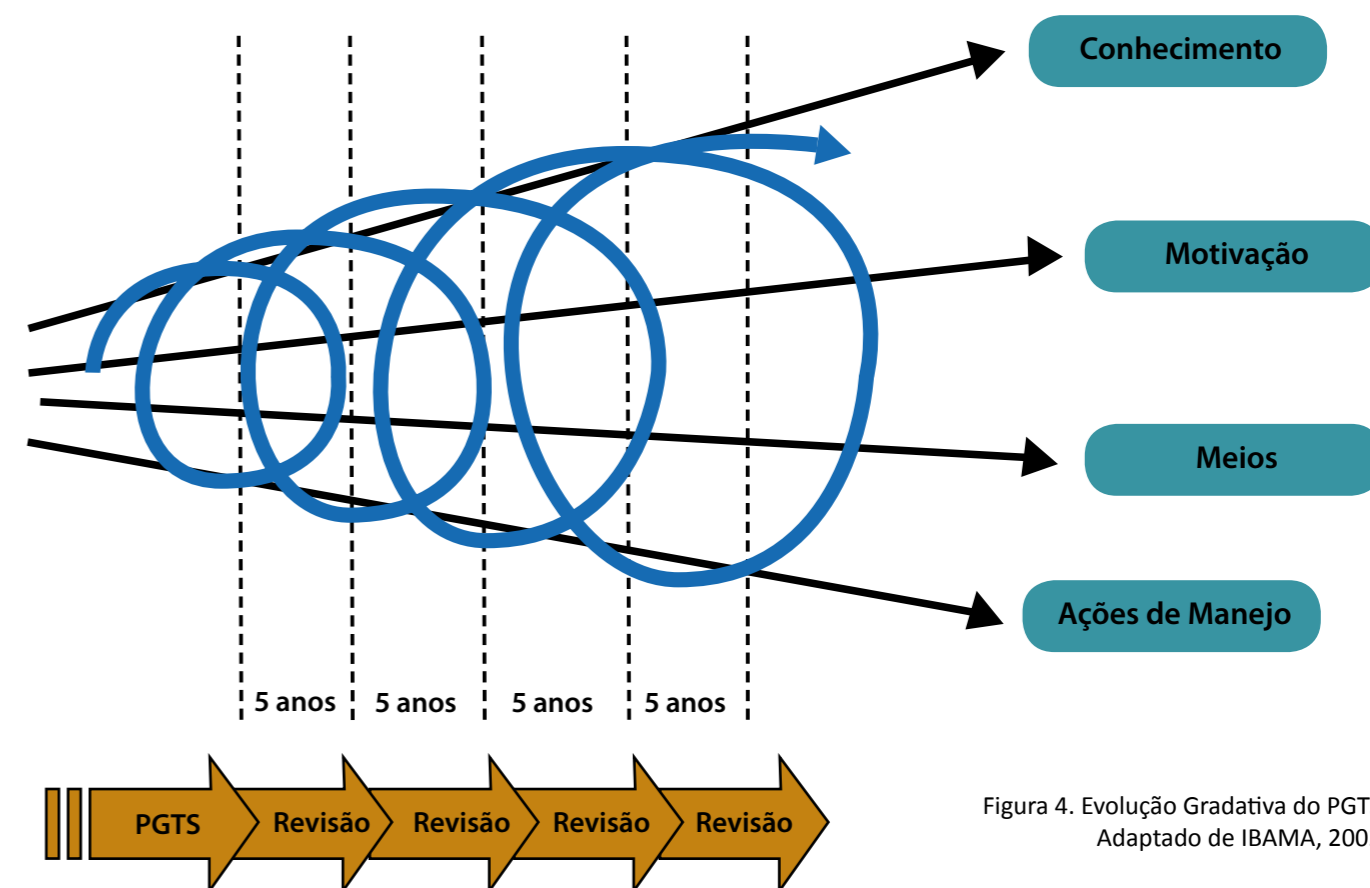 Conhecimento
Motivação
Meios
Ações de Manejo
5 anos 5 anos 5 anos 5 anos
PGTS Revisão Revisão Revisão Revisão
Figura 4. Evolução Gradativa do PGT
Adaptado de IBAMA, 200